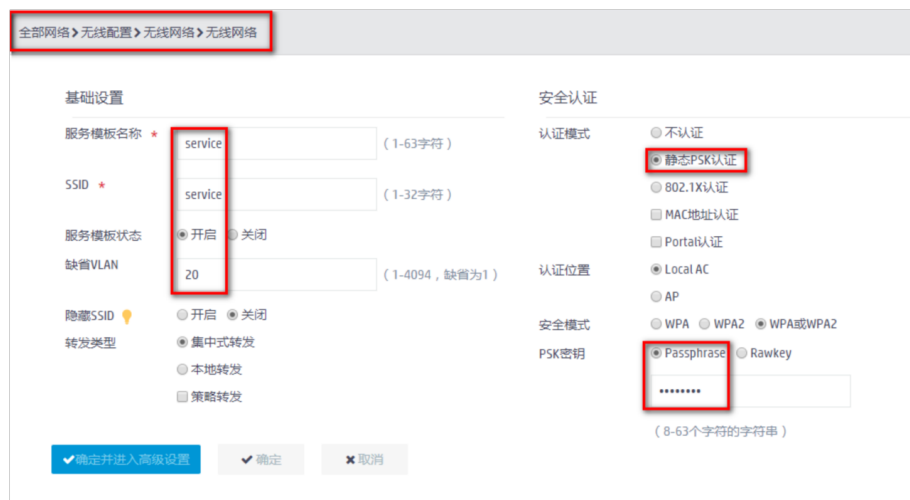 全部网络>无线配置>无线网络>无线网络
基础设置
服务模板名称 * service (1-63字符)
SSID * service (1-32字符)
服务模板状态 开启 关闭
缺省VLAN 20 (1-4094，缺省为1)
隐藏SSID 开启 关闭
转发类型 集中式转发
本地转发
策略转发
确定并进入高级设置 确定 取消
安全认证
认证模式 不认证
静态PSK认证
802.1X认证
MAC地址认证
Portal认证
认证位置 Local AC
AP
安全模式 WPA WPA2 WPA或WPA2
PSK密钥 Passphrase Rawkey
••••••••
(8-63个字符的字符串)